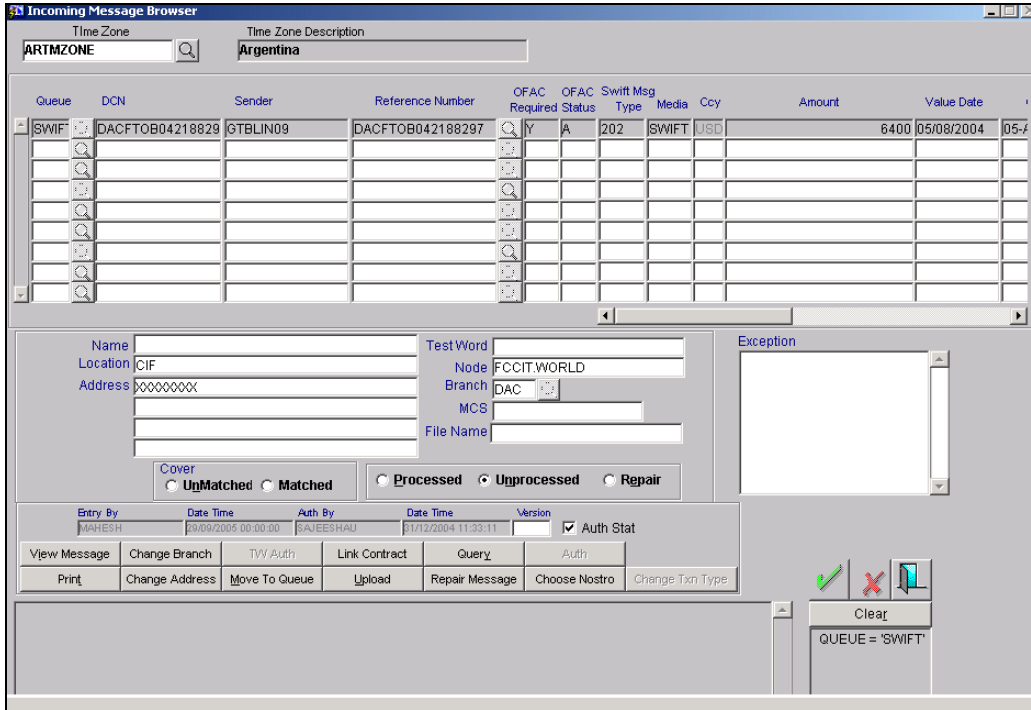 Incoming Message Browser
TIme Zone TIme Zone Description
ARTMZONE Argentina
OFAC OFAC Swift Msg
Queue DCN Sender Reference Number Required Status Type Media Ccy Amount Value Date
SWIF DACFTOB04218829 GTBLIN09 DACFTOB042188297 Y A 202 SWIFT USD 6400 05/08/2004 05-A
Name Test Word Exception
Location CIF Node FCCIT.WORLD
Address XXXXXXXX Branch DAC
MCS
File Name
Cover
UnMatched Matched Processed Unprocessed Repair
Entry By Date Time Auth By Date Time Version
MAHESH 29/09/2005 00:00:00 SAJEESHAU 31/12/2004 11:33:11 Auth Stat
View Message Change Branch TW Auth Link Contract Query Auth
Print Change Address Move To Queue Upload Repair Message Choose Nostro Change Txn Type
Clear
QUEUE = 'SWIFT'